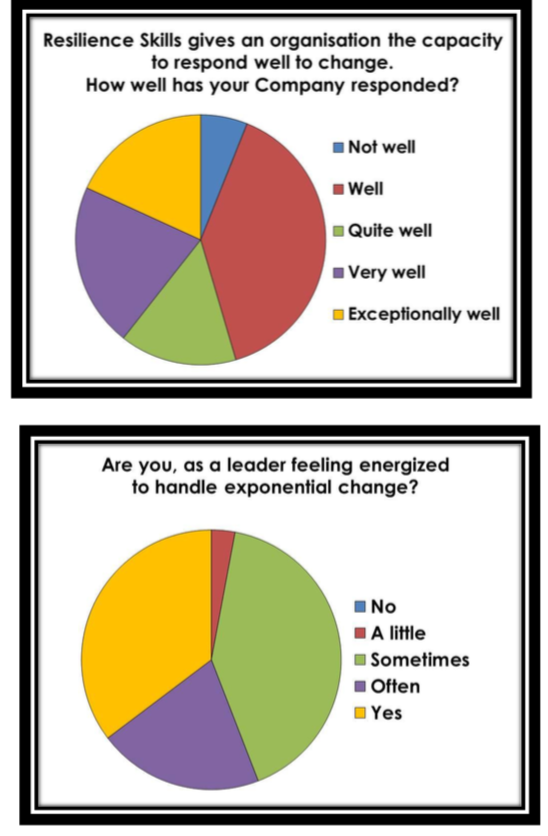 Resilience Skills gives an organisation the capacity
to respond well to change.
How well has your Company responded?
Not well
Well
Quite well
Very well
Exceptionally well
Are you, as a leader feeling energized
to handle exponential change?
No
A little
Sometimes
Often
Yes